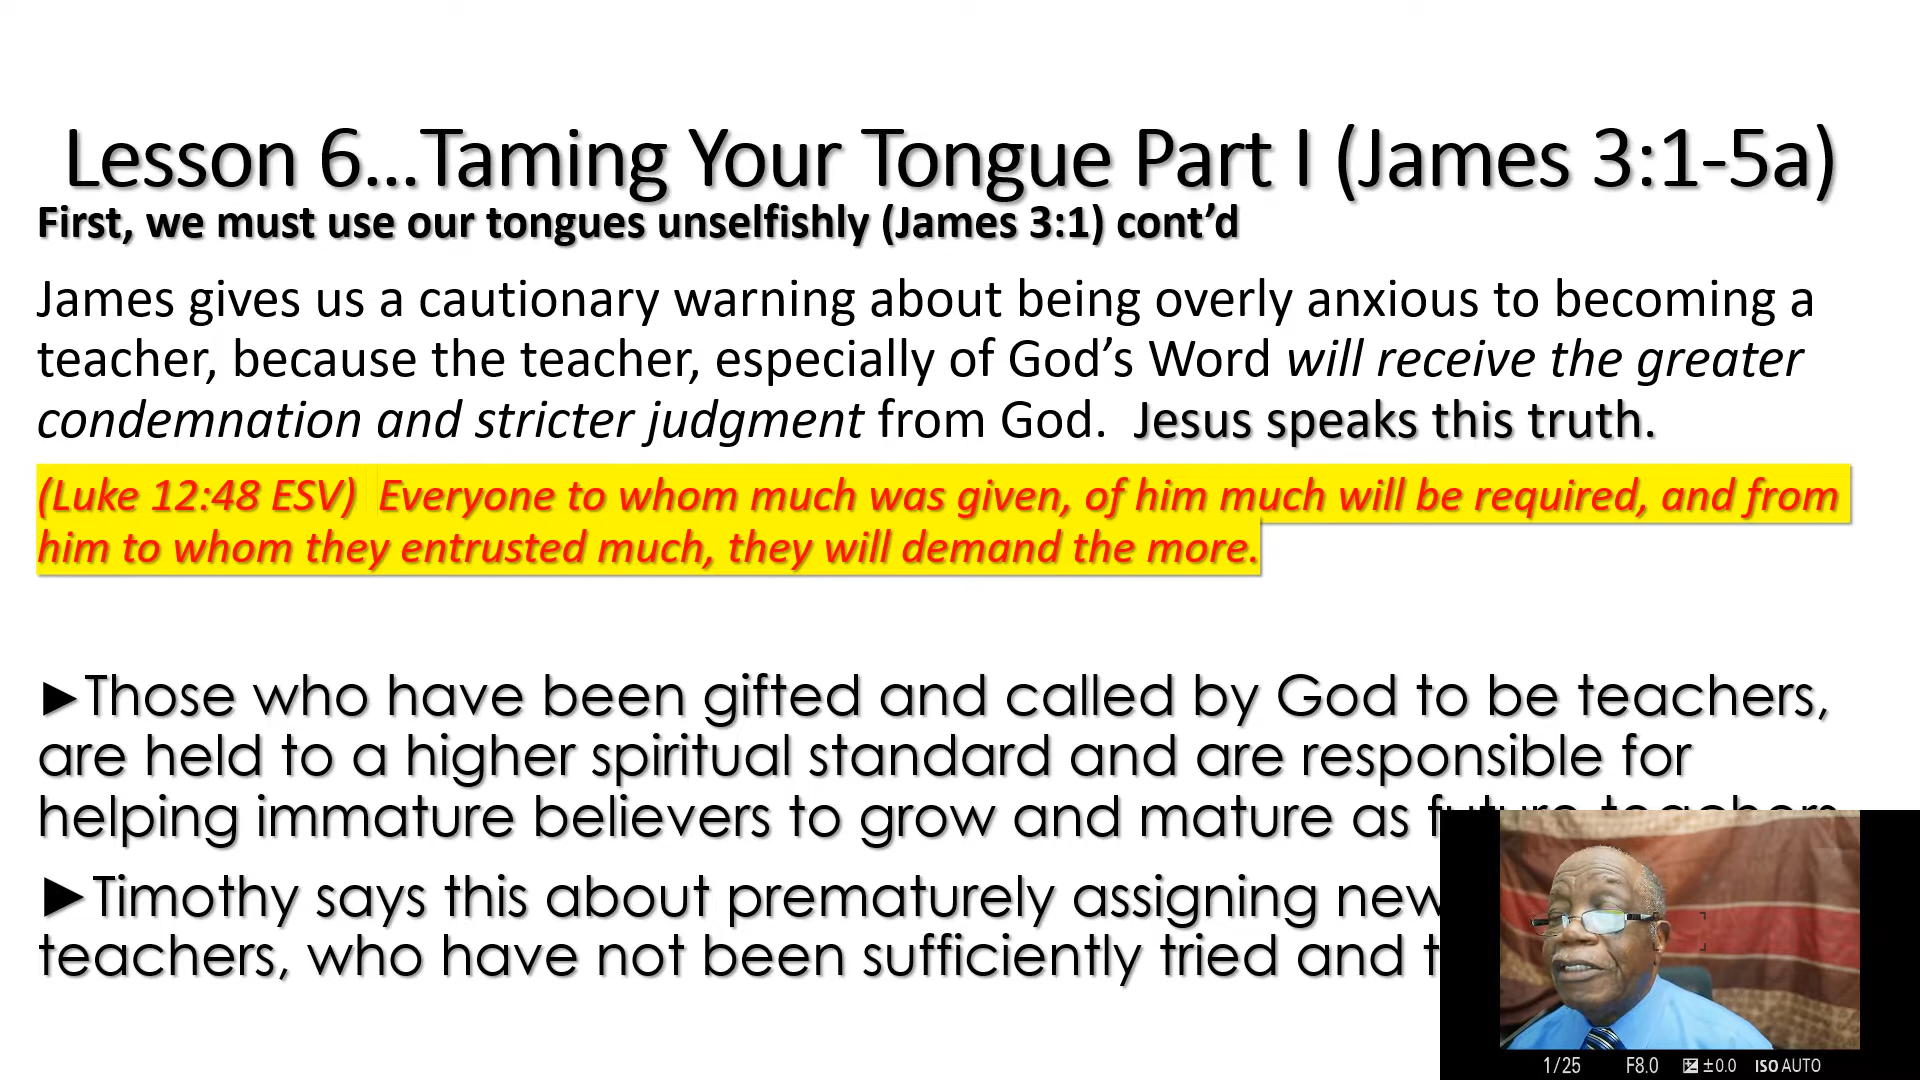 Lesson 6...Taming Your Tongue Part I (James 3:1-5a)
First, we must use our tongues unselfishly (James 3:1) cont’d
James gives us a cautionary warning about being overly anxious to becoming a
teacher, because the teacher, especially of God’s Word will receive the greater
condemnation and stricter judgment from God.  Jesus speaks this truth.
(Luke 12:48 ESV)  Everyone to whom much was given, of him much will be required, and from
him to whom they entrusted much, they will demand the more.
►Those who have been gifted and called by God to be teachers,
are held to a higher spiritual standard and are responsible for
helping immature believers to grow and mature as future teachers
►Timothy says this about prematurely assigning new
teachers, who have not been sufficiently tried and
1/25 F8.0 ±0.0 ISO AUTO